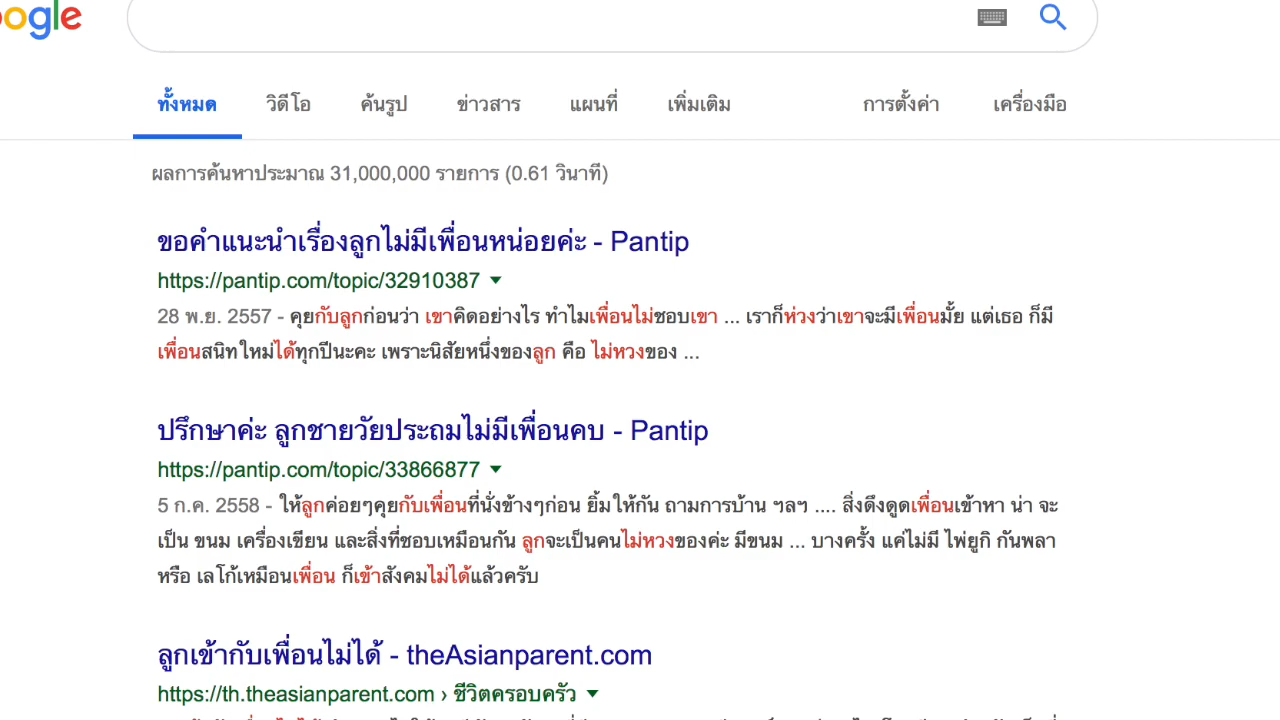 ogle
ทั้งหมด วิดีโอ ค้นรูป ข่าวสาร แผนที่ เพิ่มเติม การตั้งค่า เครื่องมือ
ผลการค้นหาประมาณ 31,000,000 รายการ (0.61 วินาที)
ขอคำแนะนำเรื่องลูกไม่มีเพื่อนหน่อยค่ะ - Pantip
https://pantip.com/topic/32910387
28 พ.ย. 2557 - คุยกับลูกก่อนว่า เขาคิดอย่างไร ทำไมเพื่อนไม่ชอบเขา ... เราก็ห่วงว่าเขาจะมีเพื่อนมั้ย แต่เธอ ก็มี
เพื่อนสนิทใหม่ได้ทุกปีนะคะ เพราะนิสัยหนึ่งของลูก คือ ไม่หวงของ ...
ปรึกษาค่ะ ลูกชายวัยประถมไม่มีเพื่อนคบ - Pantip
https://pantip.com/topic/33866877
5 ก.ค. 2558 - ให้ลูกค่อยๆคุยกับเพื่อนที่นั่งข้างๆก่อน ยิ้มให้กัน ถามการบ้าน ฯลฯ .... สิ่งดึงดูดเพื่อนเข้าหา น่า จะ
เป็น ขนม เครื่องเขียน และสิ่งที่ชอบเหมือนกัน ลูกจะเป็นคนไม่หวงของค่ะ มีขนม ... บางครั้ง แค่ไม่มี ไพ่ยูกิ กันพลา
หรือ เลโก้เหมือนเพื่อน ก็เข้าสังคมไม่ได้แล้วครับ
ลูกเข้ากับเพื่อนไม่ได้ - theAsianparent.com
https://th.theasianparent.com › ชีวิตครอบครัว